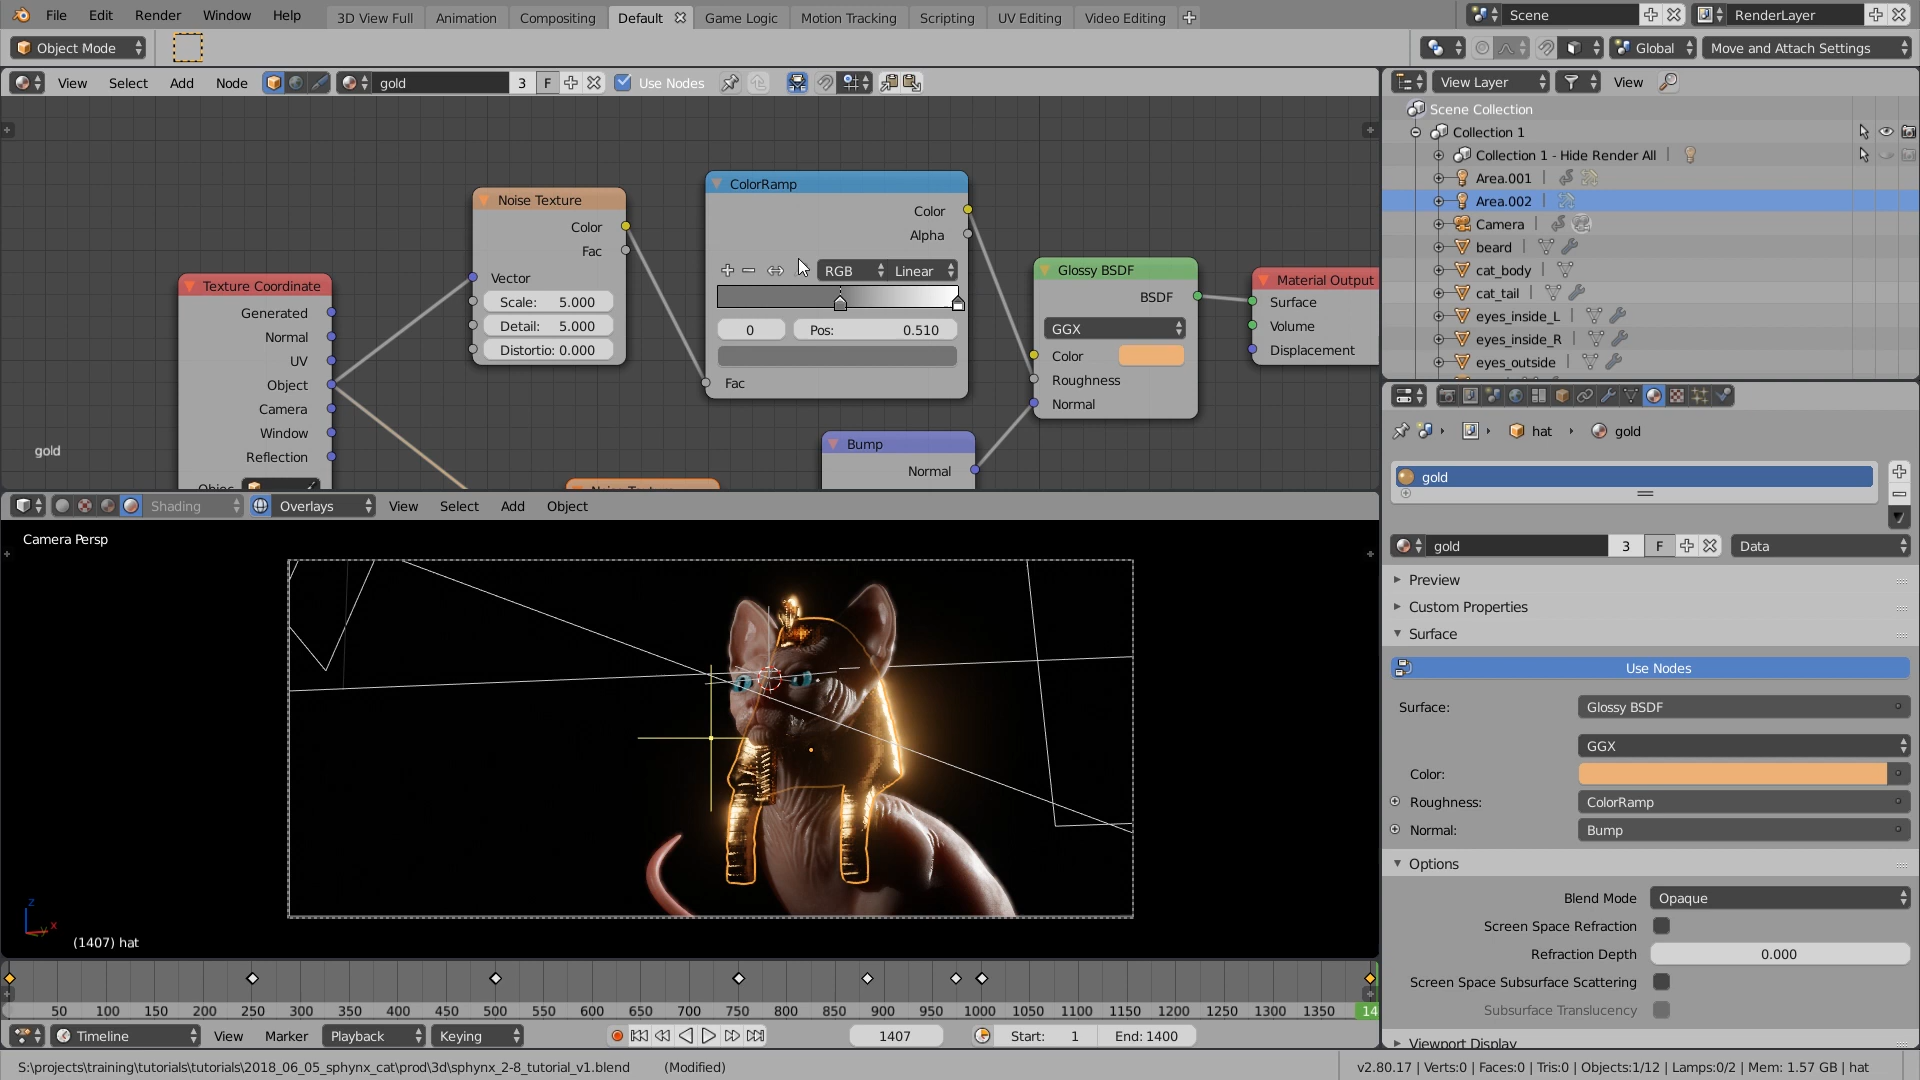 File Edit Render Window Help 3D View Full Animation Compositing Default Game Logic Motion Tracking Scripting UV Editing Video Editing Scene RenderLayer
Object Mode Global Move and Attach Settings
View Select Add Node gold 3 F Use Nodes
Texture Coordinate
Generated
Normal
UV
Object
Camera
Window
Reflection
gold
Noise Texture
Color
Fac
Vector
Scale: 5.000
Detail: 5.000
Distortio: 0.000
ColorRamp
Color
Alpha
RGB Linear
0 Pos: 0.510
Fac
Glossy BSDF
BSDF
GGX
Color
Roughness
Normal
Material Output
Surface
Volume
Displacement
Bump
Normal
Shading Overlays View Select Add Object
Camera Persp
z
x
(1407) hat
50 100 150 200 250 300 350 400 450 500 550 600 650 700 750 800 850 900 950 1000 1050 1100 1150 1200 1250 1300 1350 14
Timeline View Marker Playback Keying 1407 Start: 1 End: 1400
View Layer View
Scene Collection
Collection 1
Collection 1 - Hide Render All
Area.001
Area.002
Camera
beard
cat_body
cat_tail
eyes_inside_L
eyes_inside_R
eyes_outside
hat gold
gold
gold 3 F Data
Preview
Custom Properties
Surface
Use Nodes
Surface: Glossy BSDF
GGX
Color:
Roughness: ColorRamp
Normal: Bump
Options
Blend Mode Opaque
Screen Space Refraction
Refraction Depth 0.000
Screen Space Subsurface Scattering
Subsurface Translucency
Viewport Display
S:\projects\training\tutorials\tutorials\2018_06_05_sphynx_cat\prod\3d\sphynx_2-8_tutorial_v1.blend (Modified) v2.80.17 | Verts:0 | Faces:0 | Tris:0 | Objects:1/12 | Lamps:0/2 | Mem: 1.57 GB | hat